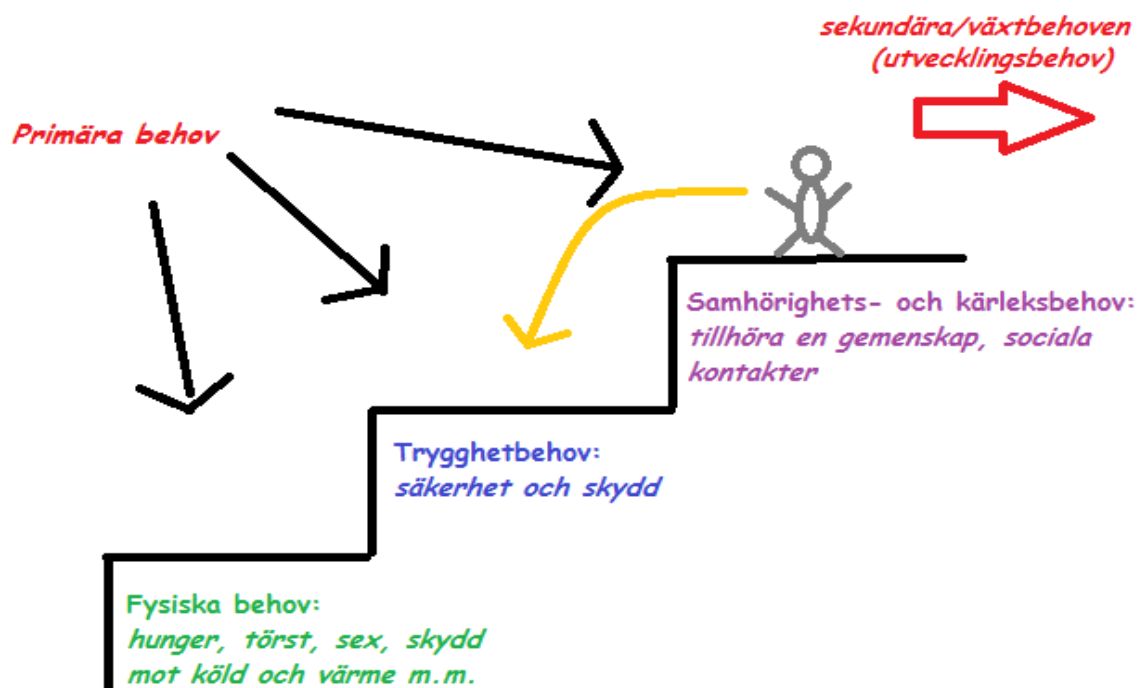 sekundära/växtbehoven
(utvecklingsbehov)
Primära behov
Samhörighets- och kärleksbehov:
tillhöra en gemenskap, sociala
kontakter
Trygghetbehov:
säkerhet och skydd
Fysiska behov:
hunger, törst, sex, skydd
mot köld och värme m.m.